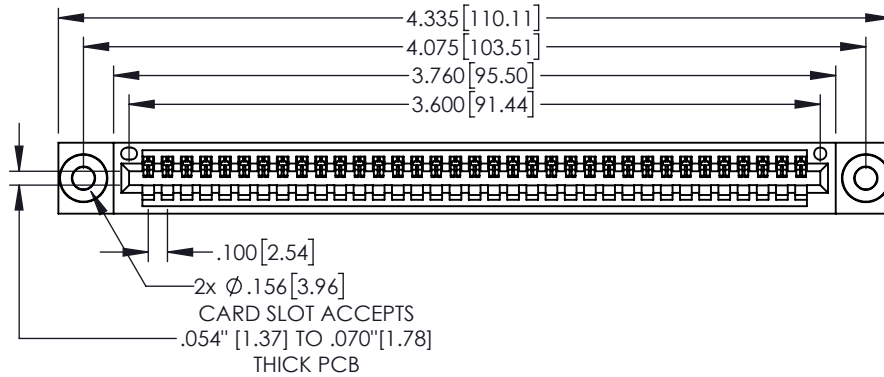 4.335[110.11]
4.075[103.51]
3.760[95.50]
3.600[91.44]
.100[2.54]
2x Ø.156[3.96]
CARD SLOT ACCEPTS
.054" [1.37] TO .070"[1.78]
THICK PCB